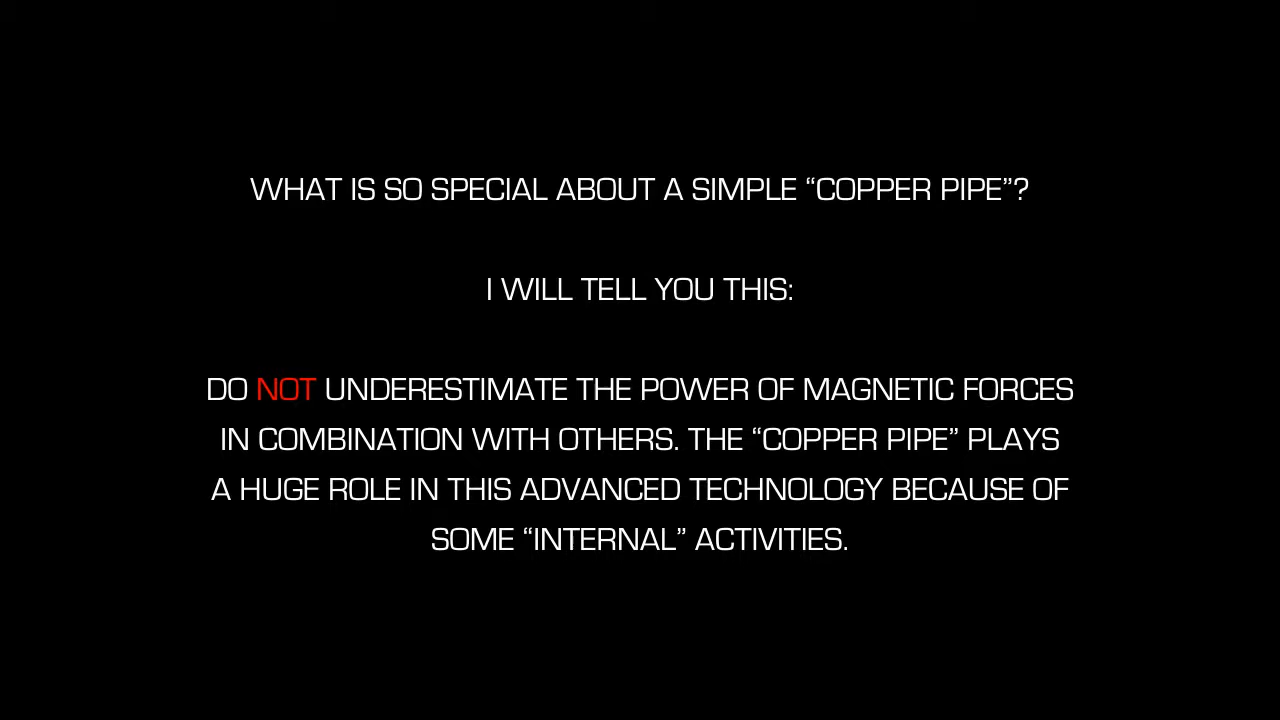 WHAT IS SO SPECIAL ABOUT A SIMPLE “COPPER PIPE”?
I WILL TELL YOU THIS:
DO NOT UNDERESTIMATE THE POWER OF MAGNETIC FORCES
IN COMBINATION WITH OTHERS. THE “COPPER PIPE” PLAYS
A HUGE ROLE IN THIS ADVANCED TECHNOLOGY BECAUSE OF
SOME “INTERNAL” ACTIVITIES.